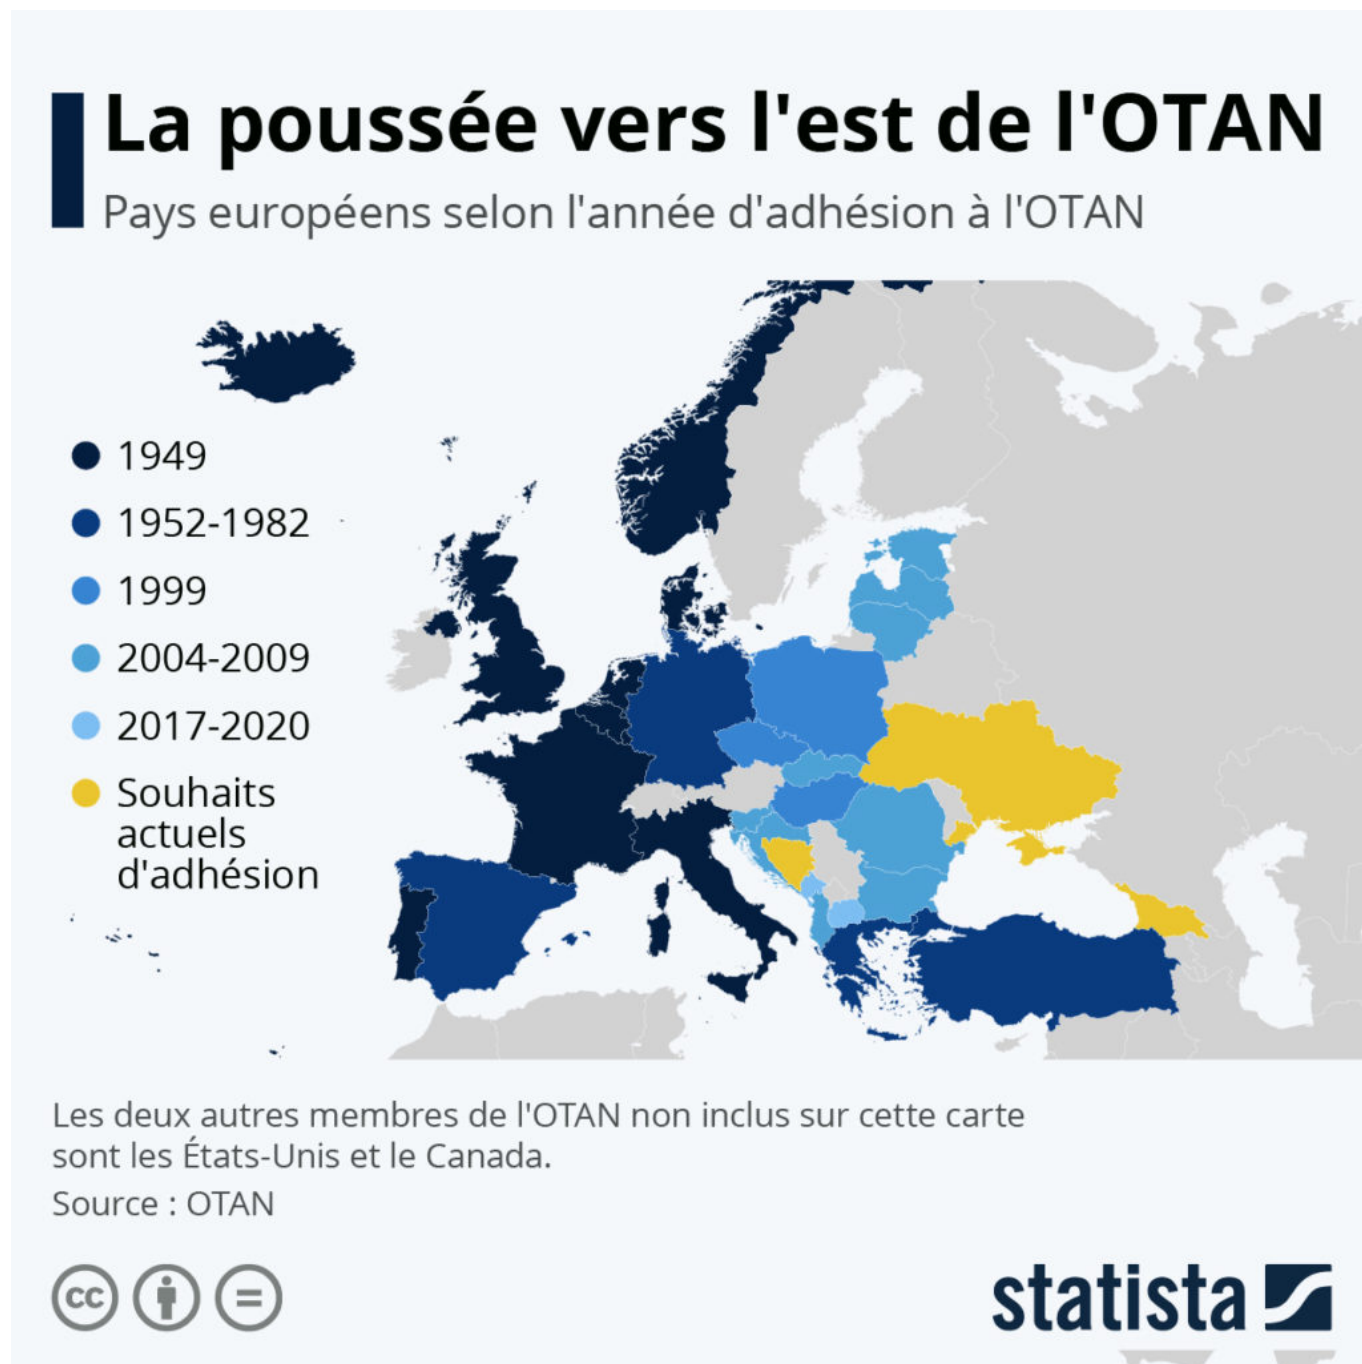 La poussée vers l'est de l'OTAN
Pays européens selon l'année d'adhésion à l'OTAN
1949
1952-1982
1999
2004-2009
2017-2020
Souhaits
actuels
d'adhésion
Les deux autres membres de l'OTAN non inclus sur cette carte
sont les États-Unis et le Canada.
Source : OTAN
cc
statista